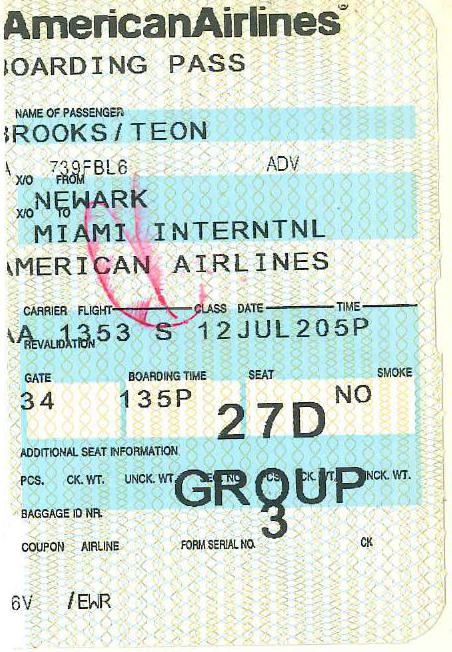 AmericanAirlines®
BOARDING PASS
NAME OF PASSENGER
BROOKS/TEON
A 739FBL6 ADV
X/O FROM
NEWARK
X/O TO
MIAMI INTERNTNL
AMERICAN AIRLINES
CARRIER FLIGHT CLASS DATE TIME
AA 1353 S 12JUL205P
REVALIDATION
GATE BOARDING TIME SEAT SMOKE
34 135P 27D NO
ADDITIONAL SEAT INFORMATION
PCS. CK. WT. UNCK. WT. SEQ. NO. PCS. CK. WT. UNCK. WT.
GROUP
3
BAGGAGE ID NR.
COUPON AIRLINE FORM SERIAL NO. CK
6V /EWR